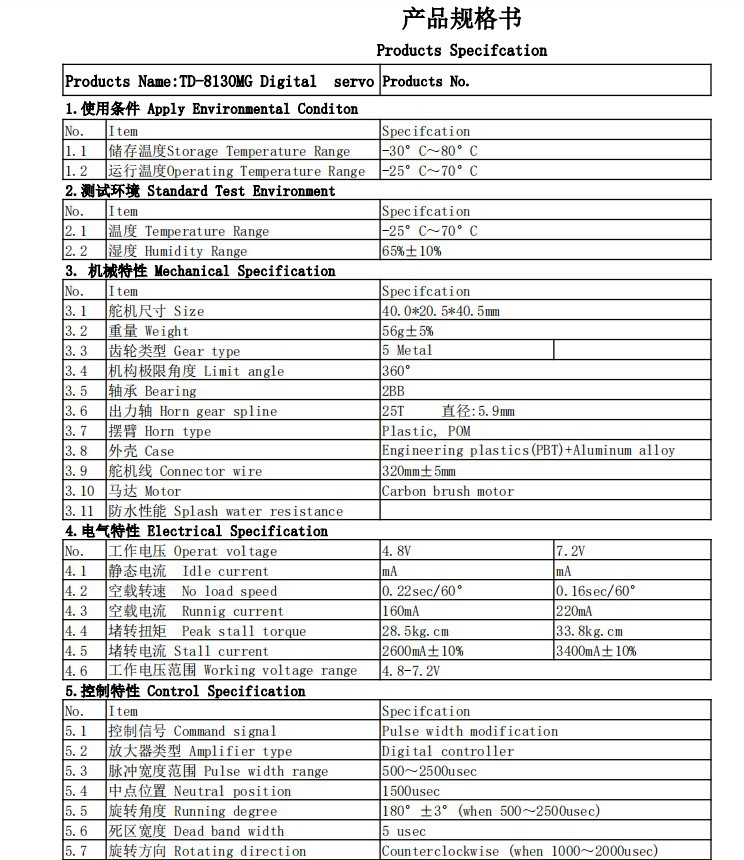 产品规格书
Products Specifcation
Products Name:TD-8130MG Digital servo Products No.
1.使用条件 Apply Environmental Conditon
No. Item Specifcation
1.1 储存温度Storage Temperature Range -30°C～80°C
1.2 运行温度Operating Temperature Range -25°C～70°C
2.测试环境 Standard Test Environment
No. Item Specifcation
2.1 温度 Temperature Range -25°C～70°C
2.2 湿度 Humidity Range 65%±10%
3. 机械特性 Mechanical Specification
No. Item Specifcation
3.1 舵机尺寸 Size 40.0*20.5*40.5mm
3.2 重量 Weight 56g±5%
3.3 齿轮类型 Gear type 5 Metal
3.4 机构极限角度 Limit angle 360°
3.5 轴承 Bearing 2BB
3.6 出力轴 Horn gear spline 25T 直径:5.9mm
3.7 摆臂 Horn type Plastic, POM
3.8 外壳 Case Engineering plastics(PBT)+Aluminum alloy
3.9 舵机线 Connector wire 320mm±5mm
3.10 马达 Motor Carbon brush motor
3.11 防水性能 Splash water resistance
4.电气特性 Electrical Specification
No. 工作电压 Operat voltage 4.8V 7.2V
4.1 静态电流 Idle current mA mA
4.2 空载转速 No load speed 0.22sec/60° 0.16sec/60°
4.3 空载电流 Runnig current 160mA 220mA
4.4 堵转扭矩 Peak stall torque 28.5kg.cm 33.8kg.cm
4.5 堵转电流 Stall current 2600mA±10% 3400mA±10%
4.6 工作电压范围 Working voltage range 4.8-7.2V
5.控制特性 Control Specification
No. Item Specifcation
5.1 控制信号 Command signal Pulse width modification
5.2 放大器类型 Amplifier type Digital controller
5.3 脉冲宽度范围 Pulse width range 500～2500usec
5.4 中点位置 Neutral position 1500usec
5.5 旋转角度 Running degree 180°±3°(when 500～2500usec)
5.6 死区宽度 Dead band width 5 usec
5.7 旋转方向 Rotating direction Counterclockwise (when 1000～2000usec)